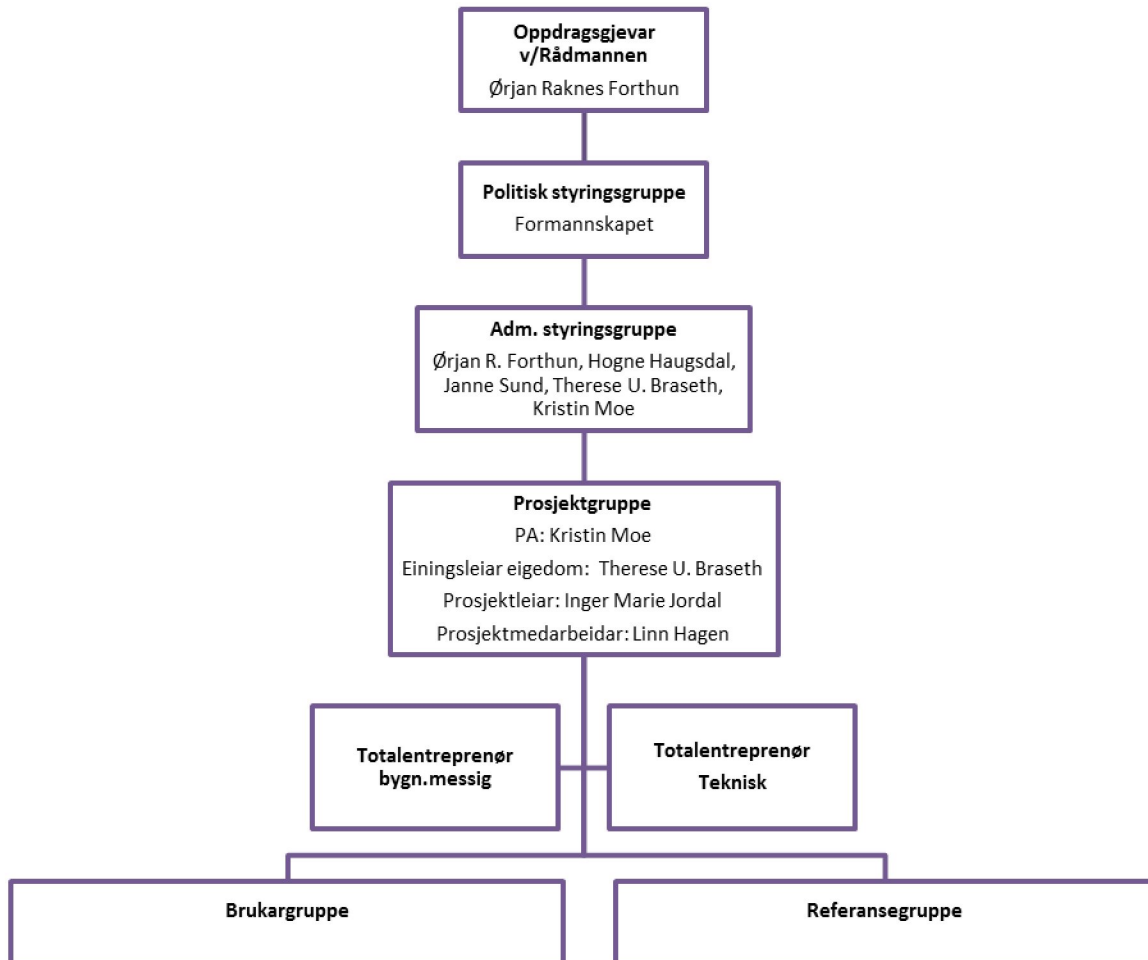 Oppdragsgjevar
v/Rådmannen
Ørjan Raknes Forthun
Politisk styringsgruppe
Formannskapet
Adm. styringsgruppe
Ørjan R. Forthun, Hogne Haugsdal,
Janne Sund, Therese U. Braseth,
Kristin Moe
Prosjektgruppe
PA: Kristin Moe
Einingsleiar eigedom:  Therese U. Braseth
Prosjektleiar: Inger Marie Jordal
Prosjektmedarbeidar: Linn Hagen
Totalentreprenør
bygn.messig
Totalentreprenør
Teknisk
Brukargruppe
Referansegruppe